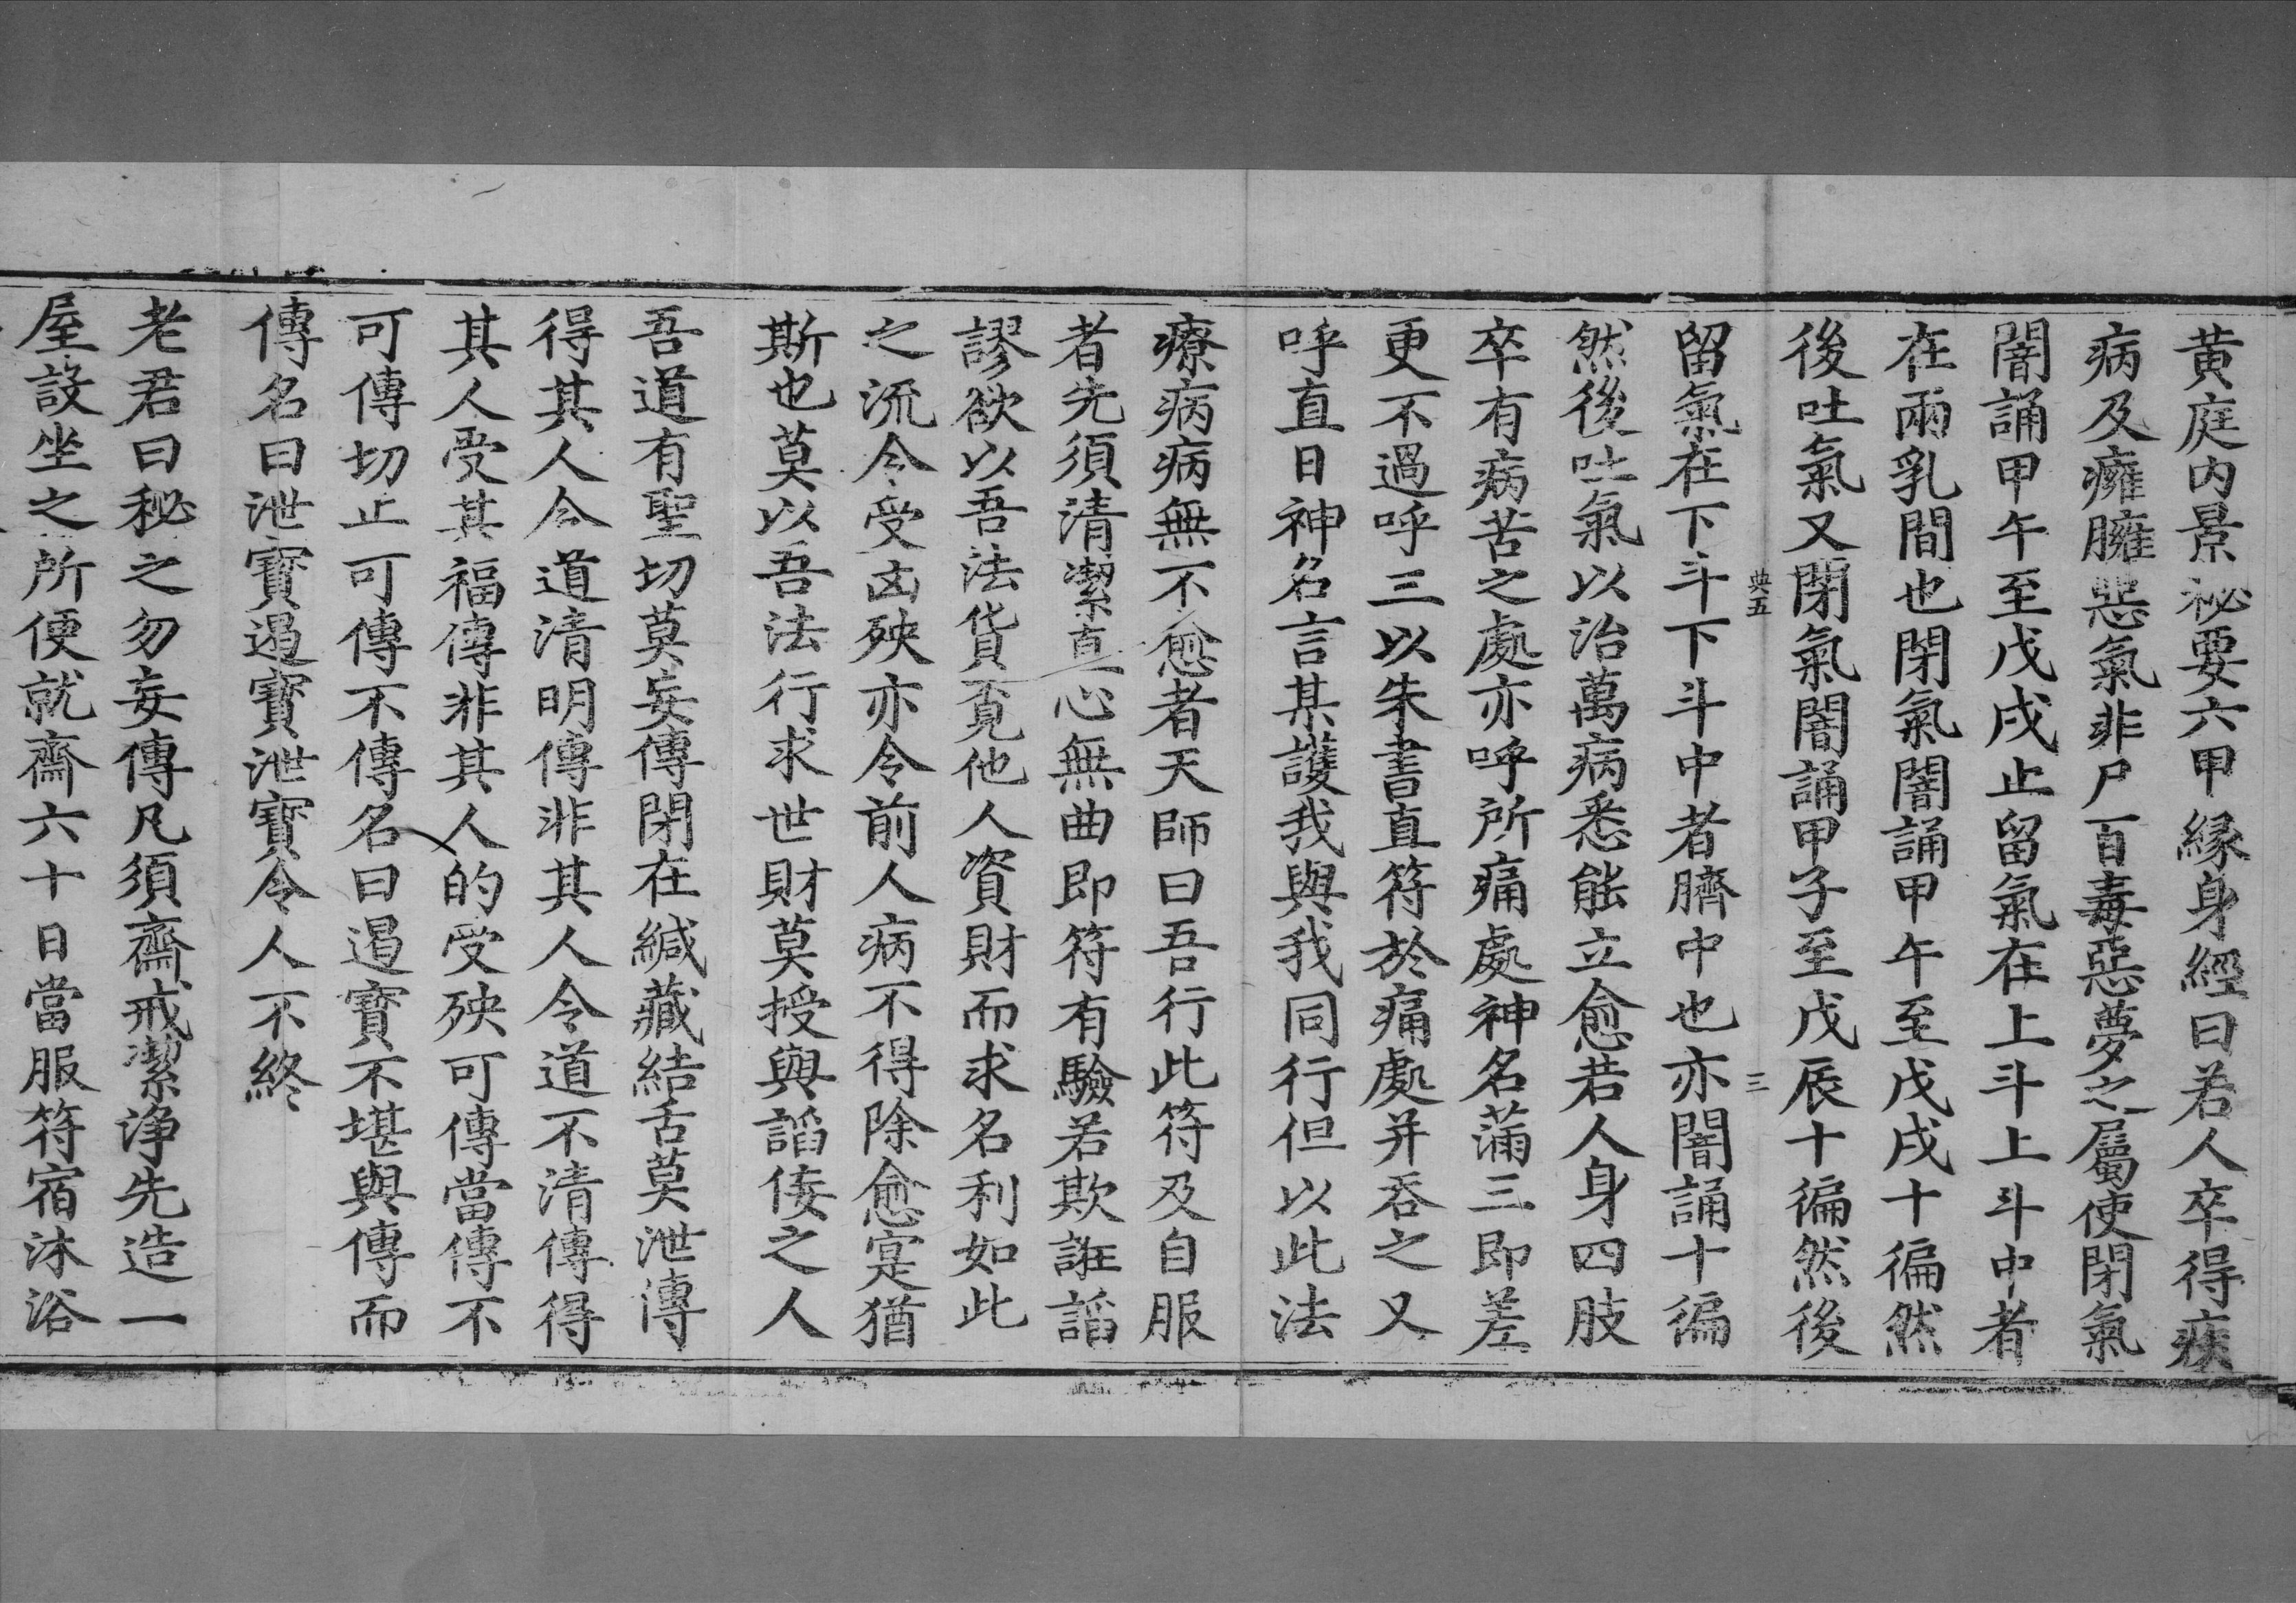 黄庭内景祕要六甲緣身經曰若人卒得疾
病及癰臃惡氣非尸百毒惡夢之屬使閉氣
闇誦甲午至戊戌止留氣在上斗上斗中者
在兩乳間也閉氣闇誦甲午至戊戌十徧然
後吐氣又閉氣闇誦甲子至戊辰十徧然後
典五 三
留氣在下斗下斗中者臍中也亦闇誦十徧
然後吐氣以治萬病悉能立愈若人身四肢
卒有病苦之處亦呼所痛處神名滿三即差
更不過呼三以朱書直符於痛處并吞之又
呼直日神名言某護我與我同行但以此法
療病病無不愈者天師曰吾行此符及自服
者先須清潔直心無曲即符有驗若欺誑諂
謬欲以吾法貨覓他人資財而求名利如此
之流令受凶殃亦令前人病不得除愈寔猶
斯也莫以吾法行求世財莫授與諂倿之人
吾道有聖切莫妄傳閉在緘藏結舌莫泄傳
得其人令道清明傳非其人令道不清傳得
其人受其福傳非其人的受殃可傳當傳不
可傳切止可傳不傳名曰遏寶不堪與傳而
傳名曰泄寶遏寶泄寶令人不終
老君曰秘之勿妄傳凡須齋戒潔淨先造一
屋設坐之所便就齋六十日當服符宿沐浴